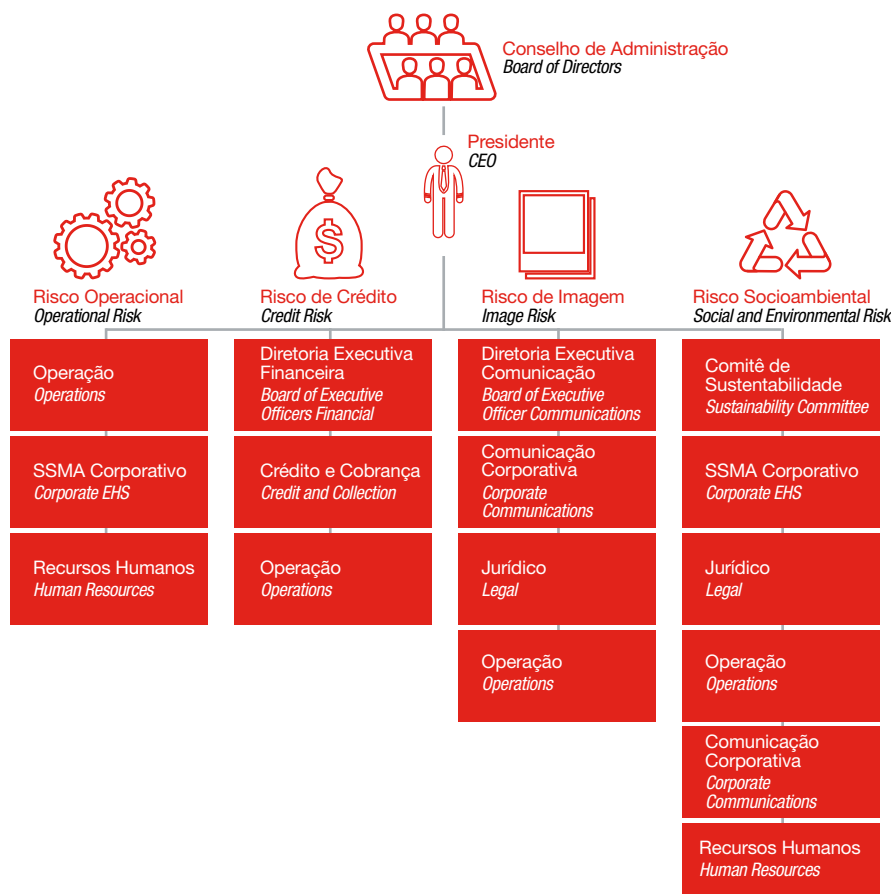 Conselho de Administração
Board of Directors
Presidente
CEO
$
Risco Operacional
Operational Risk
Operação
Operations
SSMA Corporativo
Corporate EHS
Recursos Humanos
Human Resources
Risco de Crédito
Credit Risk
Diretoria Executiva
Financeira
Board of Executive
Officers Financial
Crédito e Cobrança
Credit and Collection
Operação
Operations
Risco de Imagem
Image Risk
Diretoria Executiva
Comunicação
Board of Executive
Officer Communications
Comunicação
Corporativa
Corporate
Communications
Jurídico
Legal
Operação
Operations
Risco Socioambiental
Social and Environmental Risk
Comitê de
Sustentabilidade
Sustainability Committee
SSMA Corporativo
Corporate EHS
Jurídico
Legal
Operação
Operations
Comunicação
Corporativa
Corporate
Communications
Recursos Humanos
Human Resources